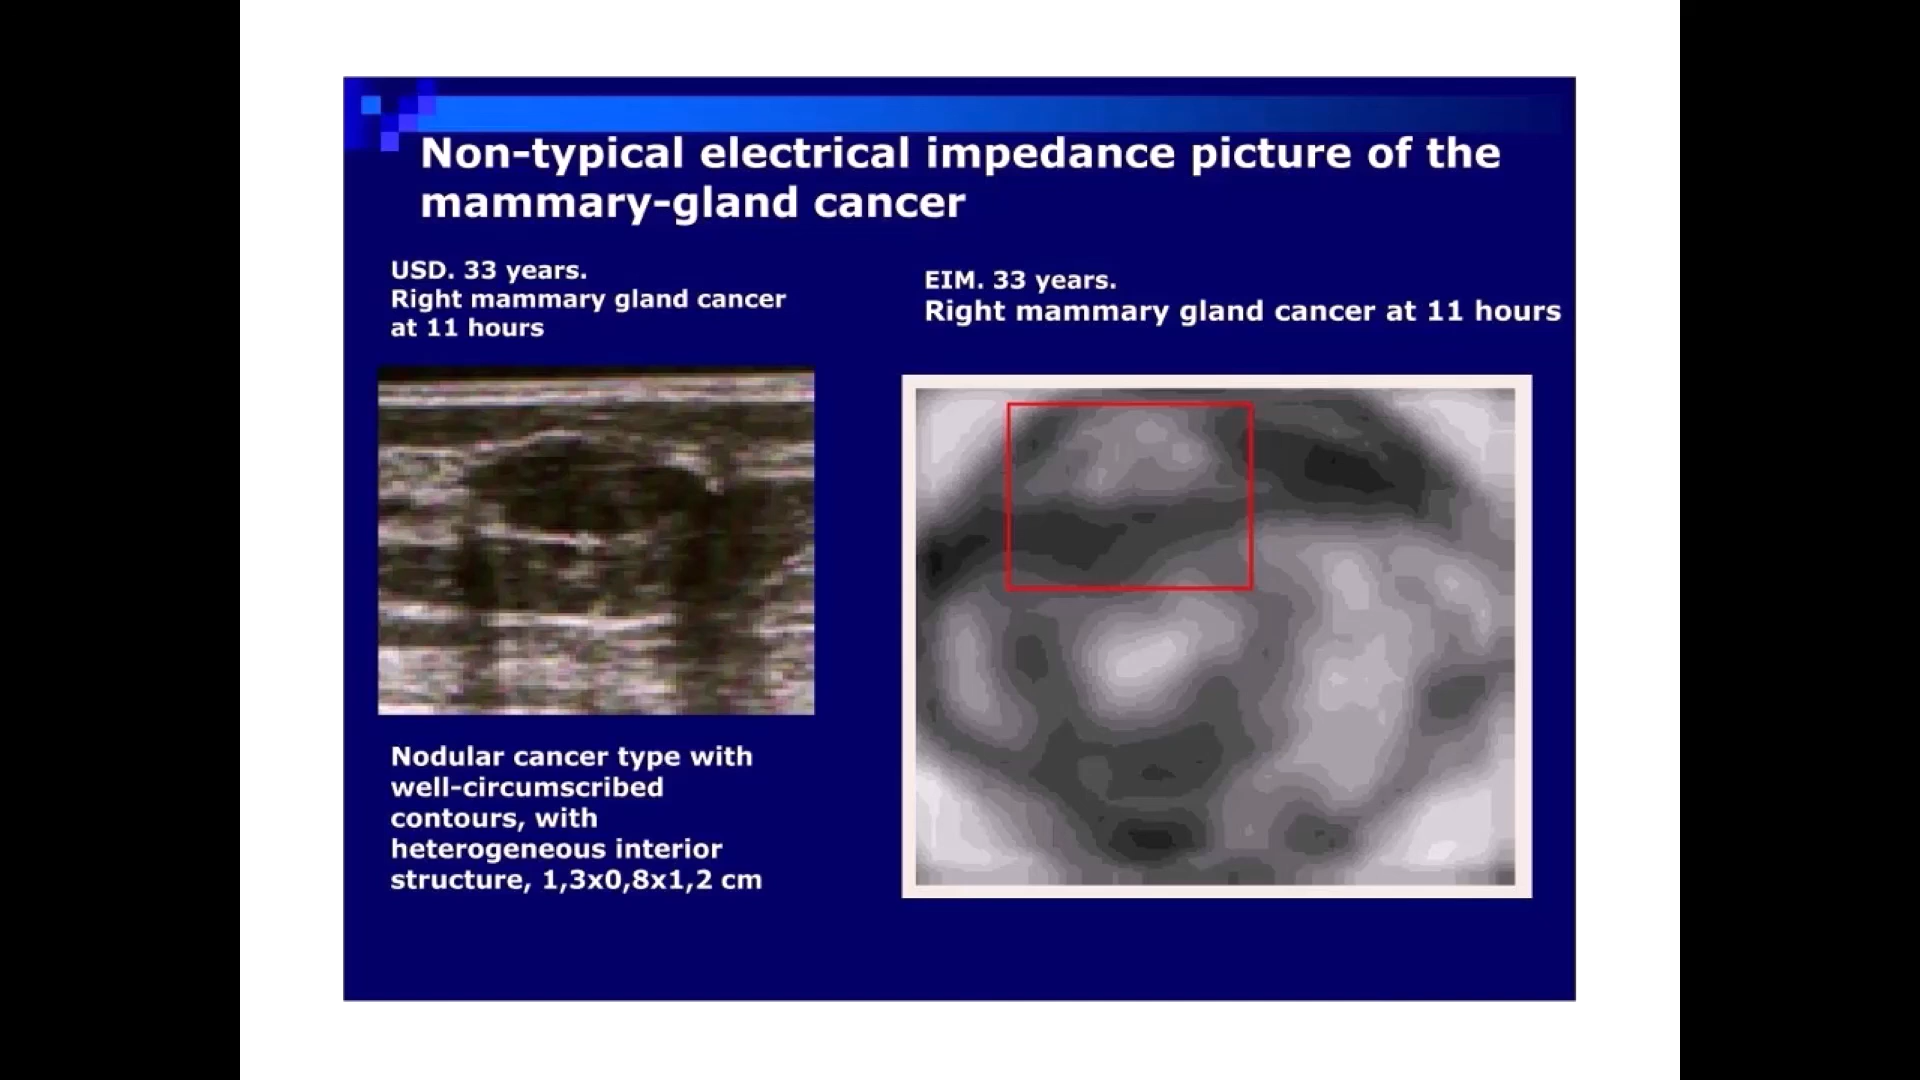 Non-typical electrical impedance picture of the
mammary-gland cancer
USD. 33 years.
Right mammary gland cancer
at 11 hours
EIM. 33 years.
Right mammary gland cancer at 11 hours
Nodular cancer type with
well-circumscribed
contours, with
heterogeneous interior
structure, 1,3x0,8x1,2 cm